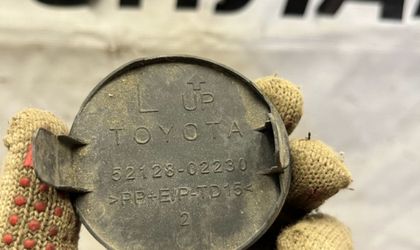 L UP
TOYOTA
52128-02230
>PP+E/P-TD15<
2